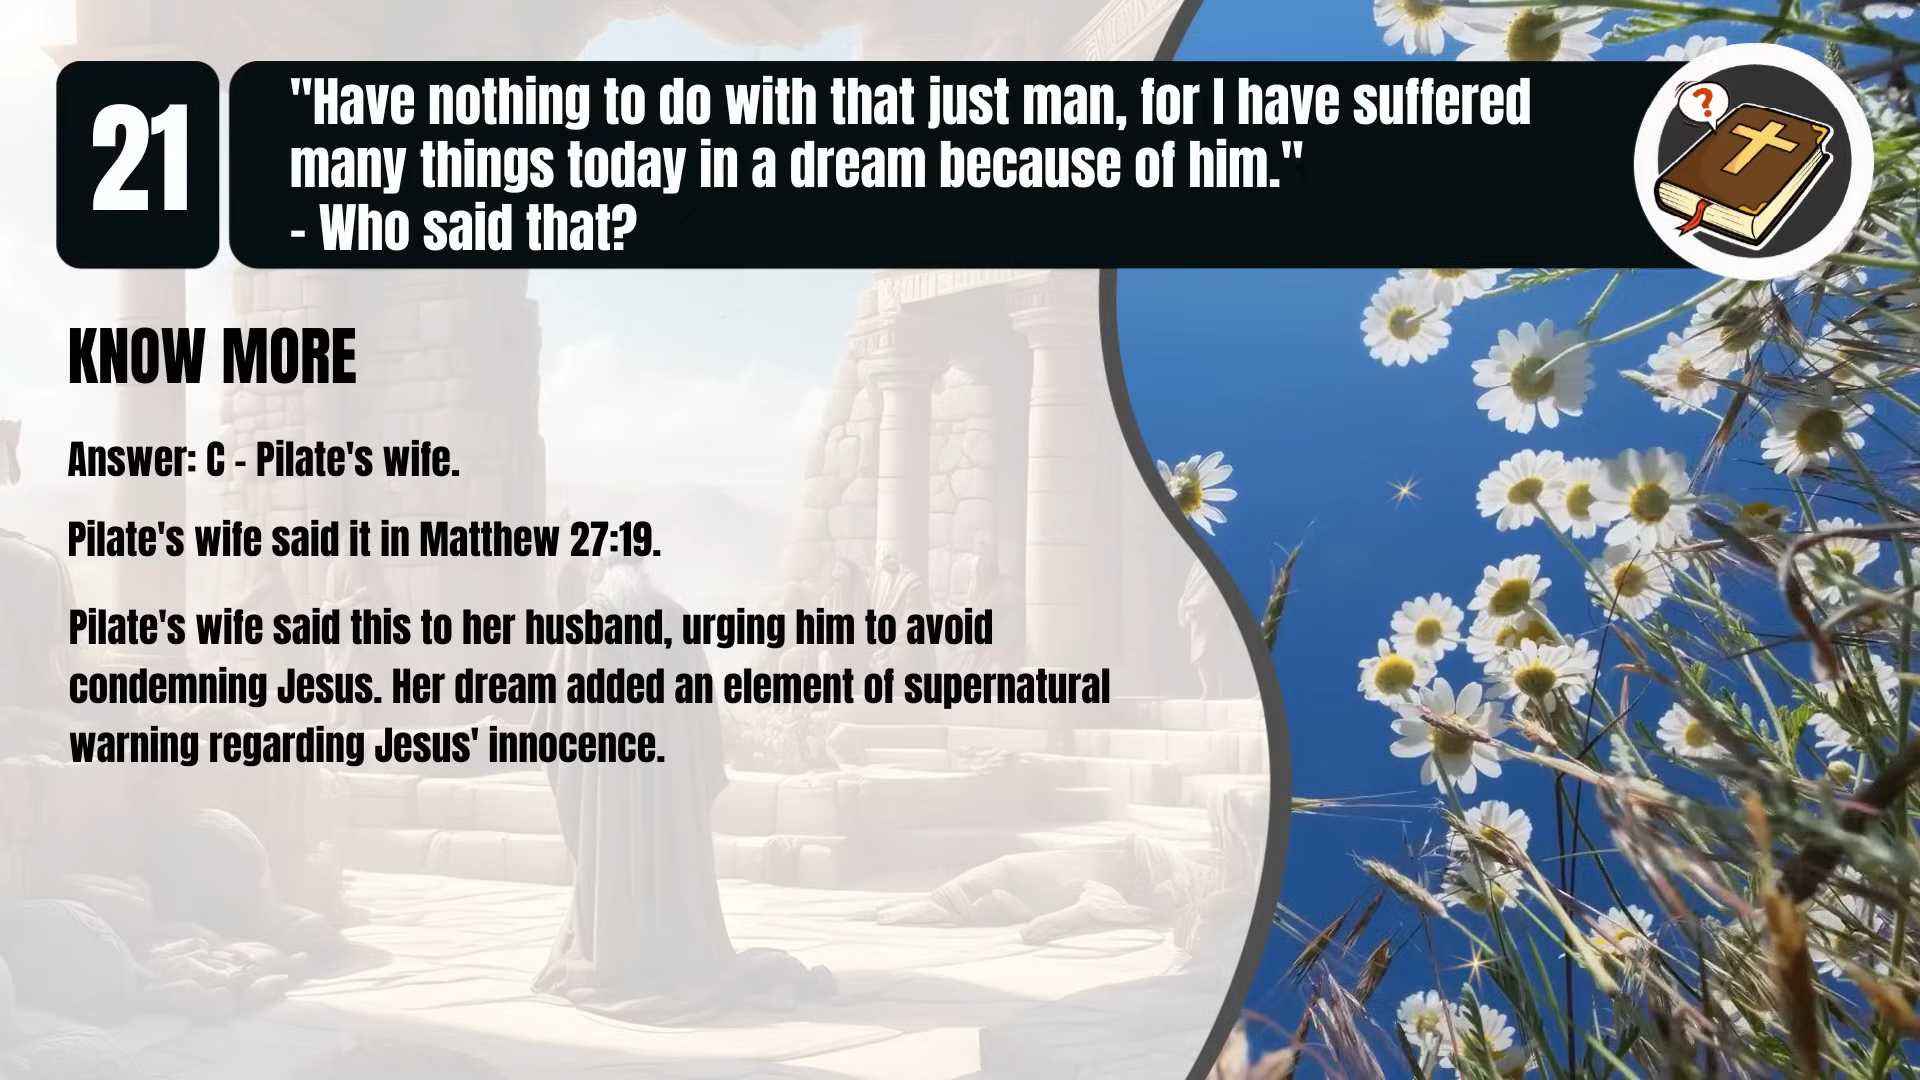 21
"Have nothing to do with that just man, for I have suffered
many things today in a dream because of him."
- Who said that?
?
KNOW MORE
Answer: C - Pilate's wife.
Pilate's wife said it in Matthew 27:19.
Pilate's wife said this to her husband, urging him to avoid
condemning Jesus. Her dream added an element of supernatural
warning regarding Jesus' innocence.